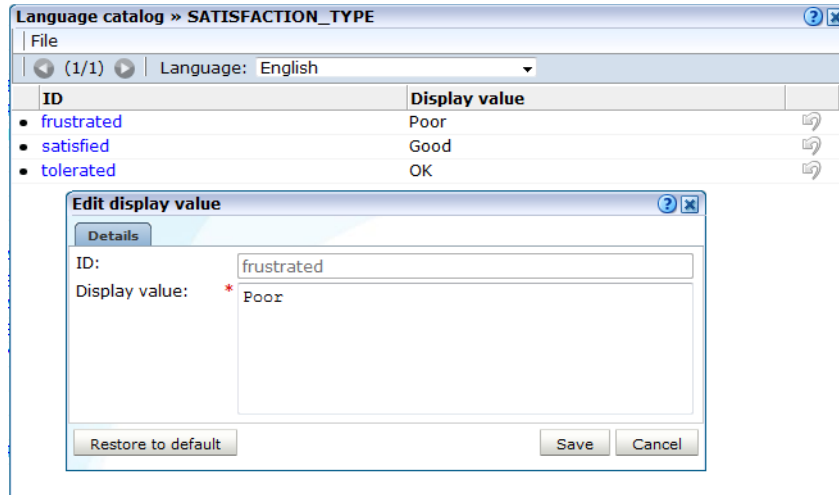 Language catalog » SATISFACTION_TYPE
File
(1/1) Language: English
ID Display value
frustrated Poor
satisfied Good
tolerated OK
Edit display value
Details
ID: frustrated
Display value: * Poor
Restore to default Save Cancel